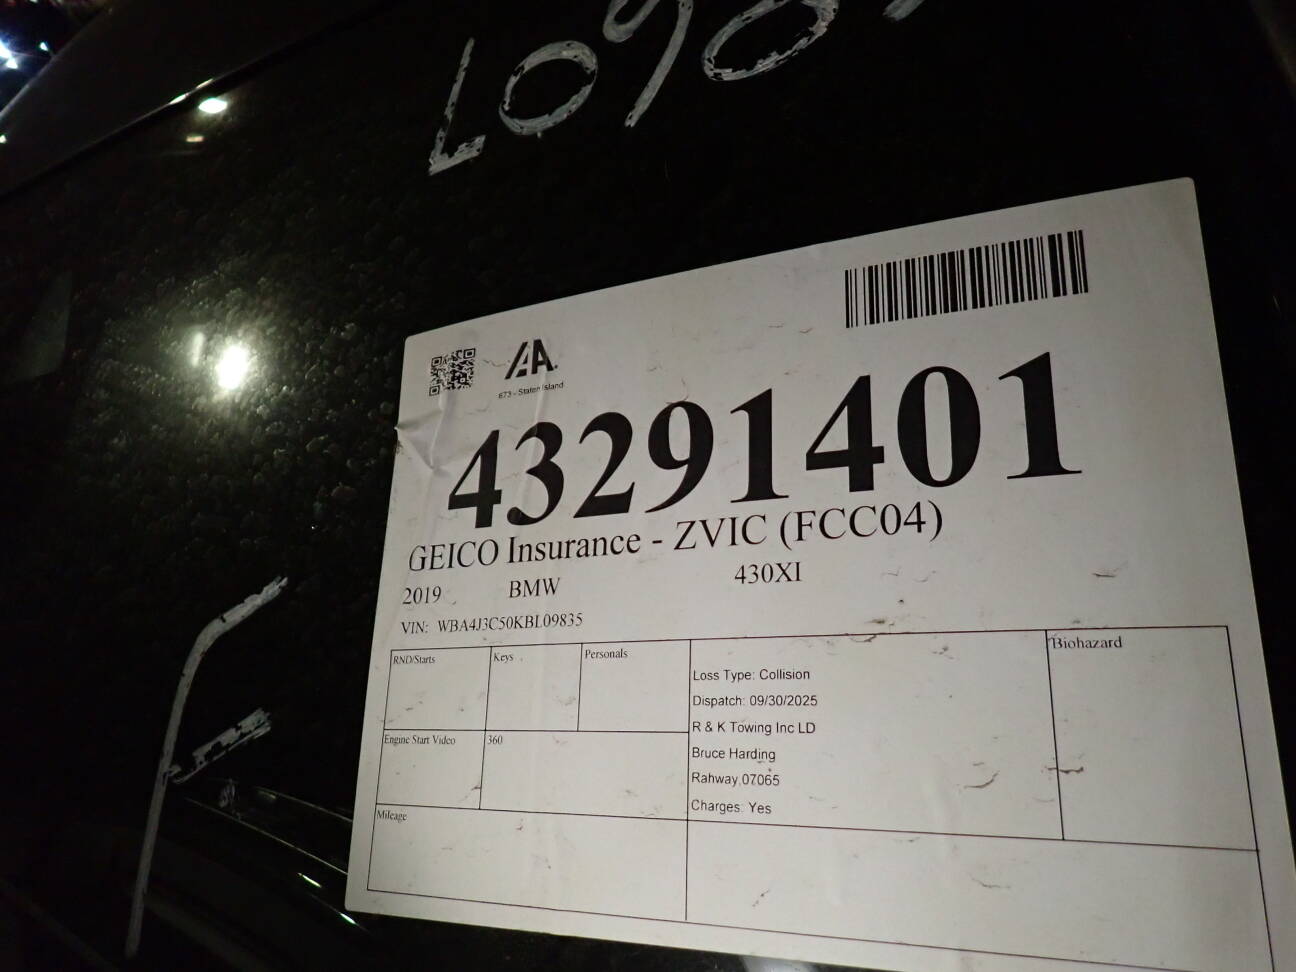 IAA.
673 - Staten Island
43291401
GEICO Insurance - ZVIC (FCC04)
2019 BMW 430XI
VIN: WBA4J3C50KBL09835
RND/Starts Keys Personals
Engine Start Video 360
Mileage
Loss Type: Collision
Dispatch: 09/30/2025
R & K Towing Inc LD
Bruce Harding
Rahway,07065
Charges: Yes
Biohazard